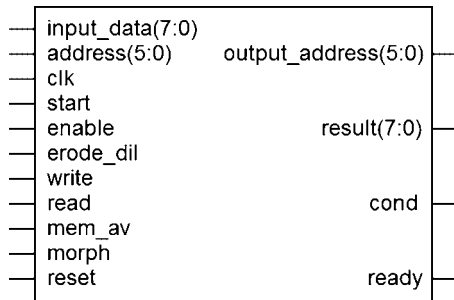 input_data(7:0)
address(5:0) output_address(5:0)
clk
start
enable result(7:0)
erode_dil
write
read cond
mem_av
morph
reset ready